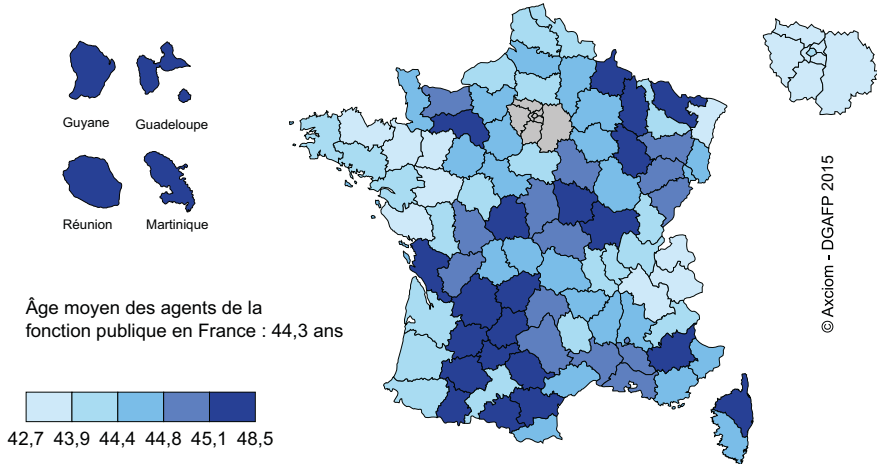 Guyane
Guadeloupe
Réunion
Martinique
Âge moyen des agents de la
fonction publique en France : 44,3 ans
42,7 43,9 44,4 44,8 45,1 48,5
© Axciom - DGAFP 2015